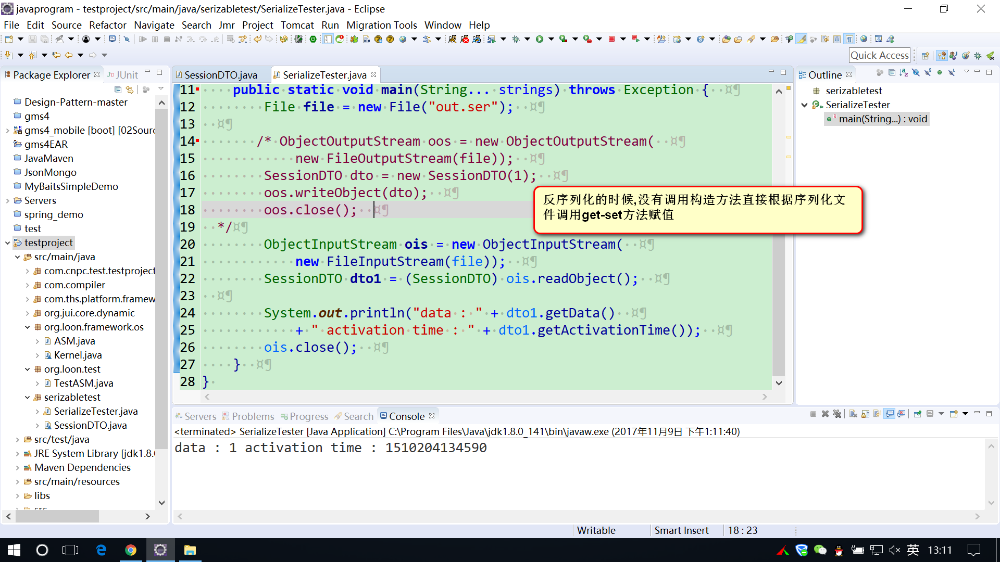 javaprogram - testproject/src/main/java/serizabletest/SerializeTester.java - Eclipse
File Edit Source Refactor Navigate Search Jmr Project Tomcat Run Migration Tools Window Help
Quick Access
Package Explorer
JUnit
Design-Pattern-master
gms4
gms4_mobile [boot] [02Sour
gms4EAR
JavaMaven
JsonMongo
MyBaitsSimpleDemo
Servers
spring_demo
test
testproject
src/main/java
com.cnpc.test.testproject
com.compiler
com.ths.platform.framew
org.jui.core.dynamic
org.loon.framework.os
ASM.java
Kernel.java
org.loon.test
TestASM.java
serizabletest
SerializeTester.java
SessionDTO.java
src/test/java
JRE System Library [jdk1.8.
Maven Dependencies
src/main/resources
libs
src
SessionDTO.java
SerializeTester.java
11 public static void main(String... strings) throws Exception {
12 File file = new File("out.ser");
13
14 /* ObjectOutputStream oos = new ObjectOutputStream(
15 new FileOutputStream(file));
16 SessionDTO dto = new SessionDTO(1);
17 oos.writeObject(dto);
18 oos.close();
19 */
20 ObjectInputStream ois = new ObjectInputStream(
21 new FileInputStream(file));
22 SessionDTO dto1 = (SessionDTO) ois.readObject();
23
24 System.out.println("data : " + dto1.getData()
25 + " activation time : " + dto1.getActivationTime());
26 ois.close();
27 }
28 }
反序列化的时候,没有调用构造方法直接根据序列化文
件调用get-set方法赋值
Outline
serizabletest
SerializeTester
main(String...) : void
Servers Problems Progress Search Console
<terminated> SerializeTester [Java Application] C:\Program Files\Java\jdk1.8.0_141\bin\javaw.exe (2017年11月9日 下午1:11:40)
data : 1 activation time : 1510204134590
Writable Smart Insert 18 : 23
英 13:11